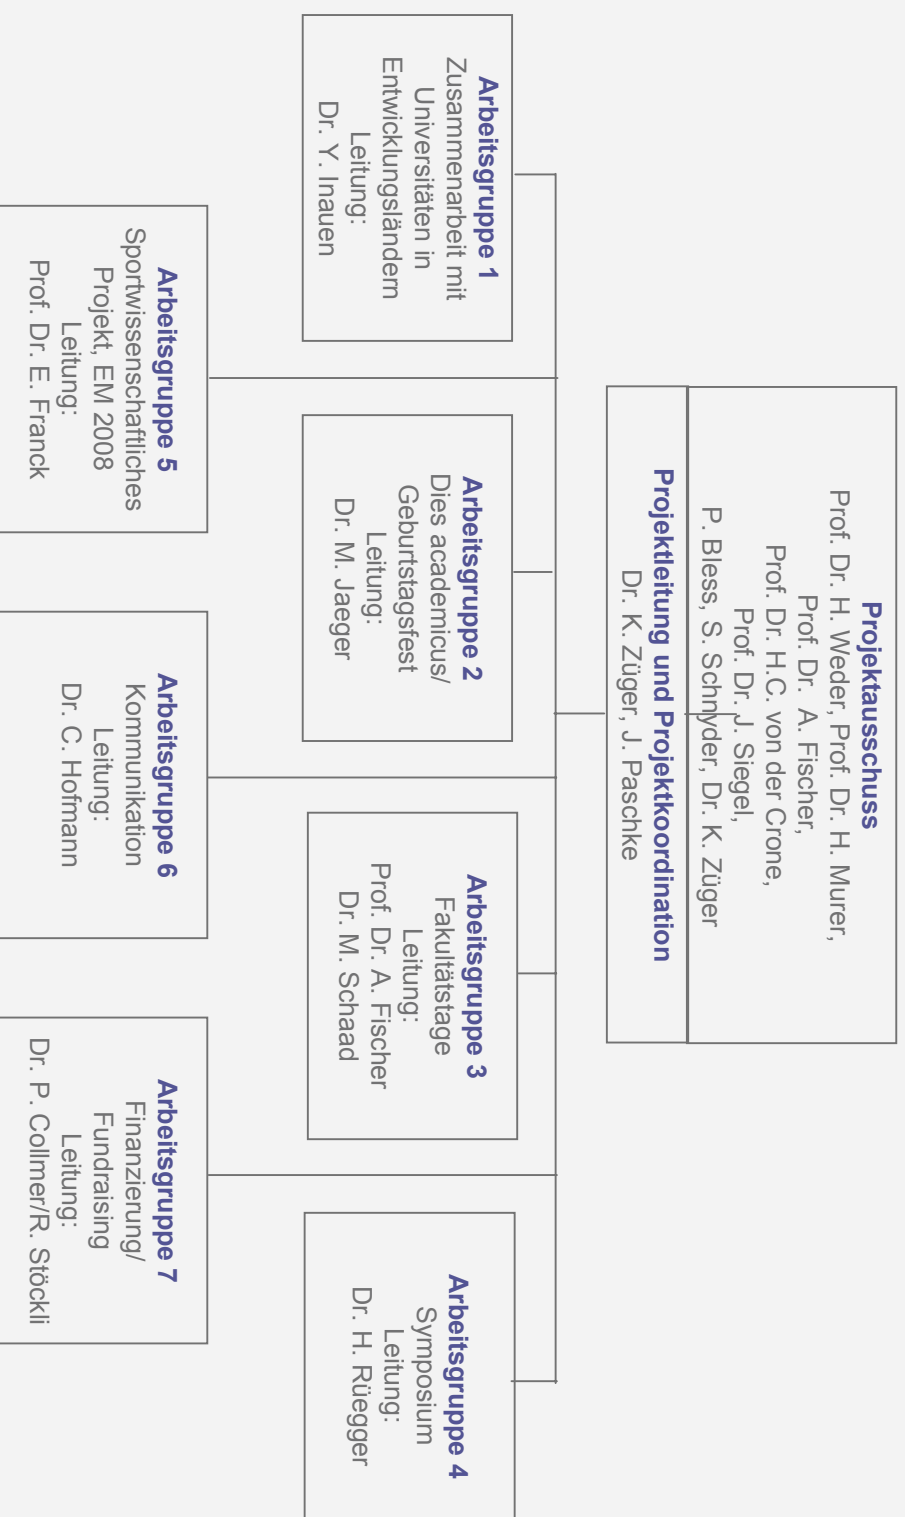 Projektausschuss
Prof. Dr. H. Weder, Prof. Dr. H. Murer,
Prof. Dr. A. Fischer,
Prof. Dr. H.C. von der Crone,
Prof. Dr. J. Siegel,
P. Bless, S. Schnyder, Dr. K. Züger
Projektleitung und Projektkoordination
Dr. K. Züger, J. Paschke
Arbeitsgruppe 1
Zusammenarbeit mit
Universitäten in
Entwicklungsländern
Leitung:
Dr. Y. Inauen
Arbeitsgruppe 2
Dies academicus/
Geburtstagsfest
Leitung:
Dr. M. Jaeger
Arbeitsgruppe 3
Fakultätstage
Leitung:
Prof. Dr. A. Fischer
Dr. M. Schaad
Arbeitsgruppe 4
Symposium
Leitung:
Dr. H. Rüegger
Arbeitsgruppe 5
Sportwissenschaftliches
Projekt, EM 2008
Leitung:
Prof. Dr. E. Franck
Arbeitsgruppe 6
Kommunikation
Leitung:
Dr. C. Hofmann
Arbeitsgruppe 7
Finanzierung/
Fundraising
Leitung:
Dr. P. Collmer/R. Stöckli